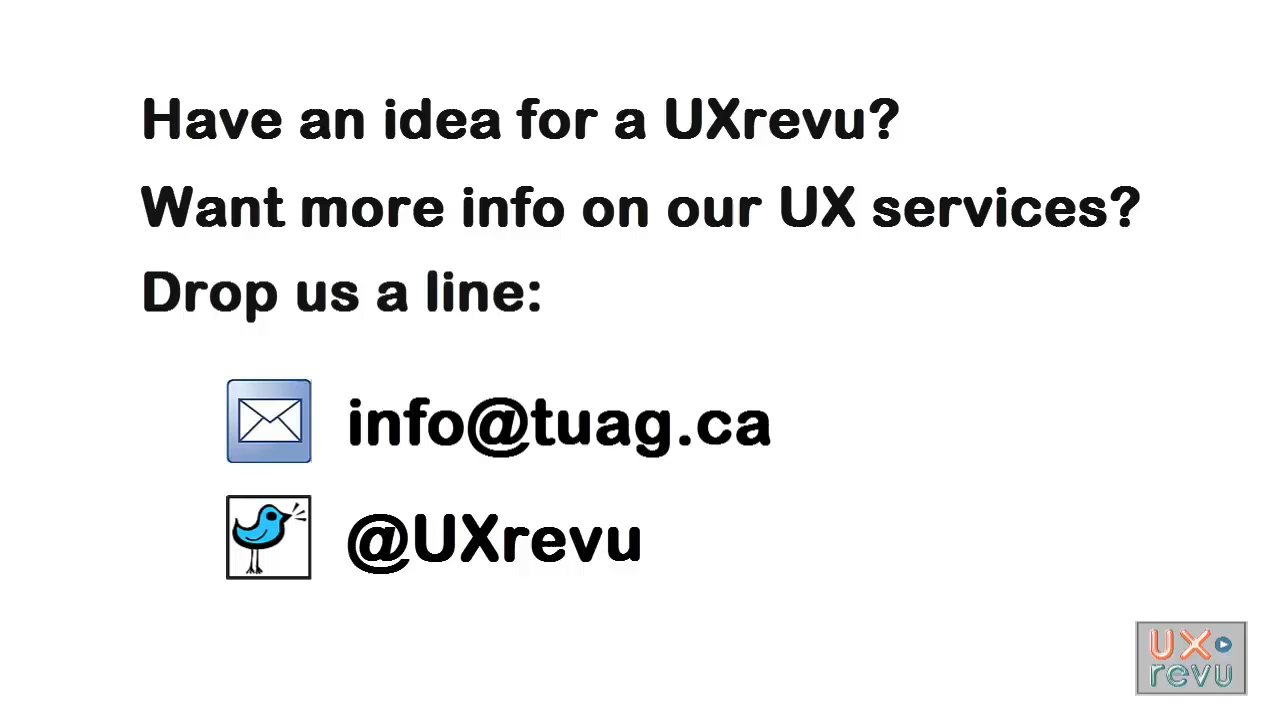 Have an idea for a UXrevu?
Want more info on our UX services?
Drop us a line:
info@tuag.ca
@UXrevu
UX
revu